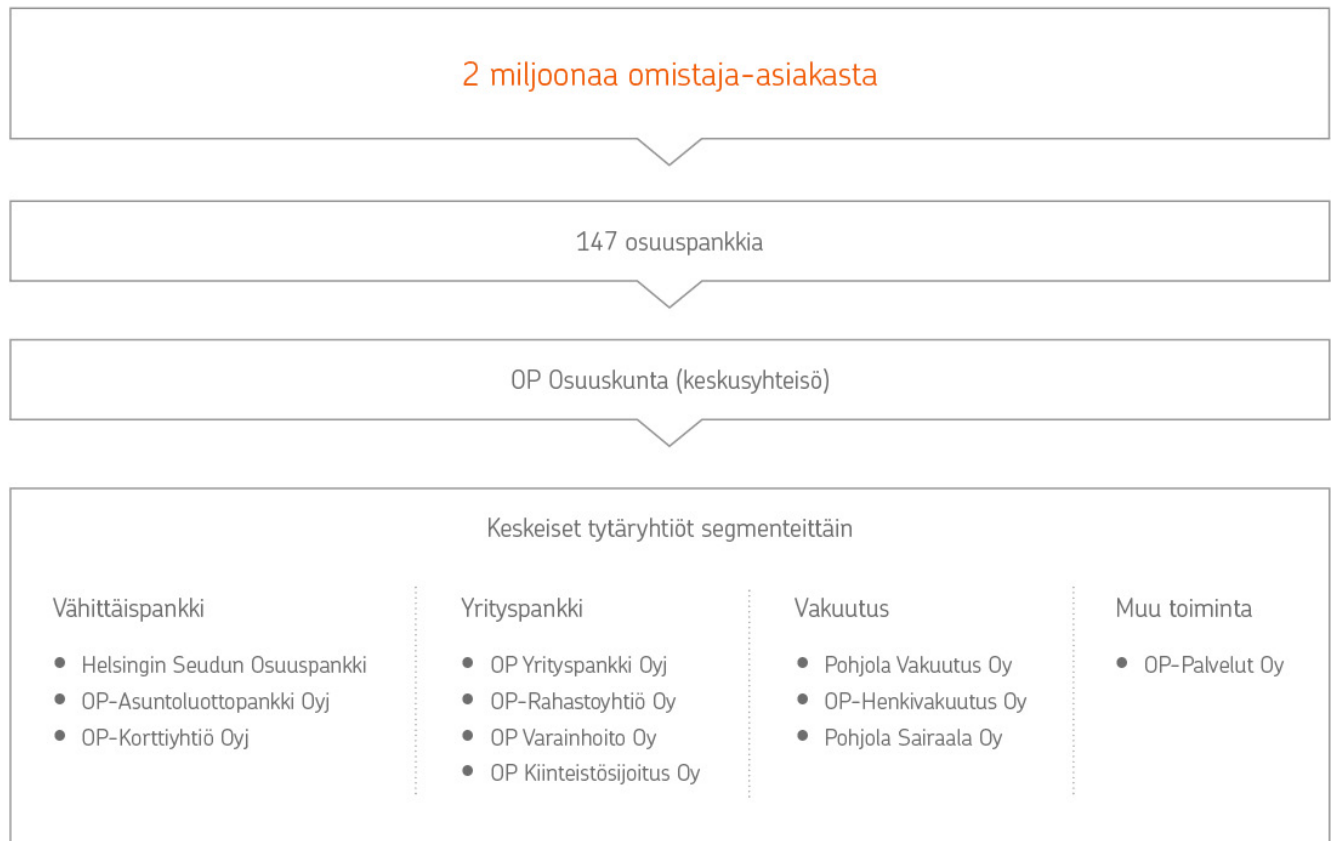 2 miljoonaa omistaja-asiakasta
147 osuuspankkia
OP Osuuskunta (keskusyhteisö)
Keskeiset tytäryhtiöt segmenteittäin
Vähittäispankki
• Helsingin Seudun Osuuspankki
• OP-Asuntoluottopankki Oyj
• OP-Korttiyhtiö Oyj
Yrityspankki
• OP Yrityspankki Oyj
• OP-Rahastoyhtiö Oy
• OP Varainhoito Oy
• OP Kiinteistösijoitus Oy
Vakuutus
• Pohjola Vakuutus Oy
• OP-Henkivakuutus Oy
• Pohjola Sairaala Oy
Muu toiminta
• OP-Palvelut Oy